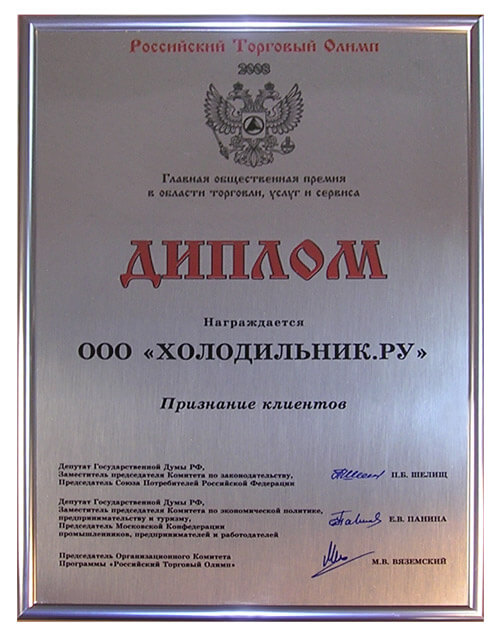 Российский Торговый Олимп
2008
Главная общественная премия
в области торговли, услуг и сервиса
ДИПЛОМ
Награждается
ООО «ХОЛОДИЛЬНИК.РУ»
Признание клиентов
Депутат Государственной Думы РФ,
Заместитель председателя Комитета по законодательству,
Председатель Союза Потребителей Российской Федерации
П.Б. ШЕЛИЩ
Депутат Государственной Думы РФ,
Заместитель председателя Комитета по экономической политике,
предпринимательству и туризму,
Председатель Московской Конфедерации
промышленников, предпринимателей и работодателей
Е.В. ПАНИНА
Председатель Организационного Комитета
Программы «Российский Торговый Олимп»
М.В. ВЯЗЕМСКИЙ